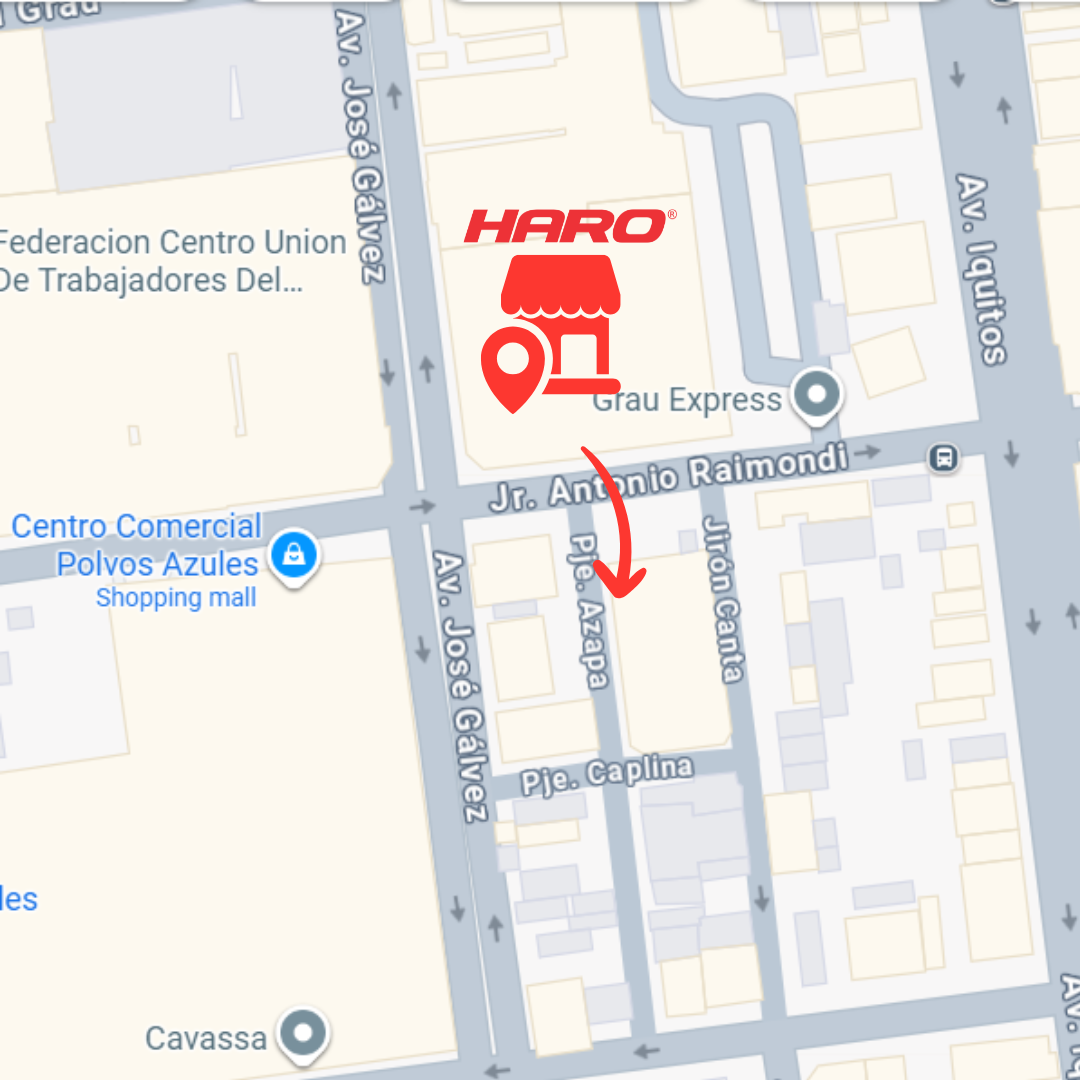 Grau
Av. José Gálvez
Av. Iquitos
Federacion Centro Union
De Trabajadores Del...
HARO®
Grau Express
Jr. Antonio Raimondi
Centro Comercial
Polvos Azules
Shopping mall
Av. José Gálvez
Pje. Azapa
Jirón Canta
Pje. Caplina
les
Cavassa
Av.